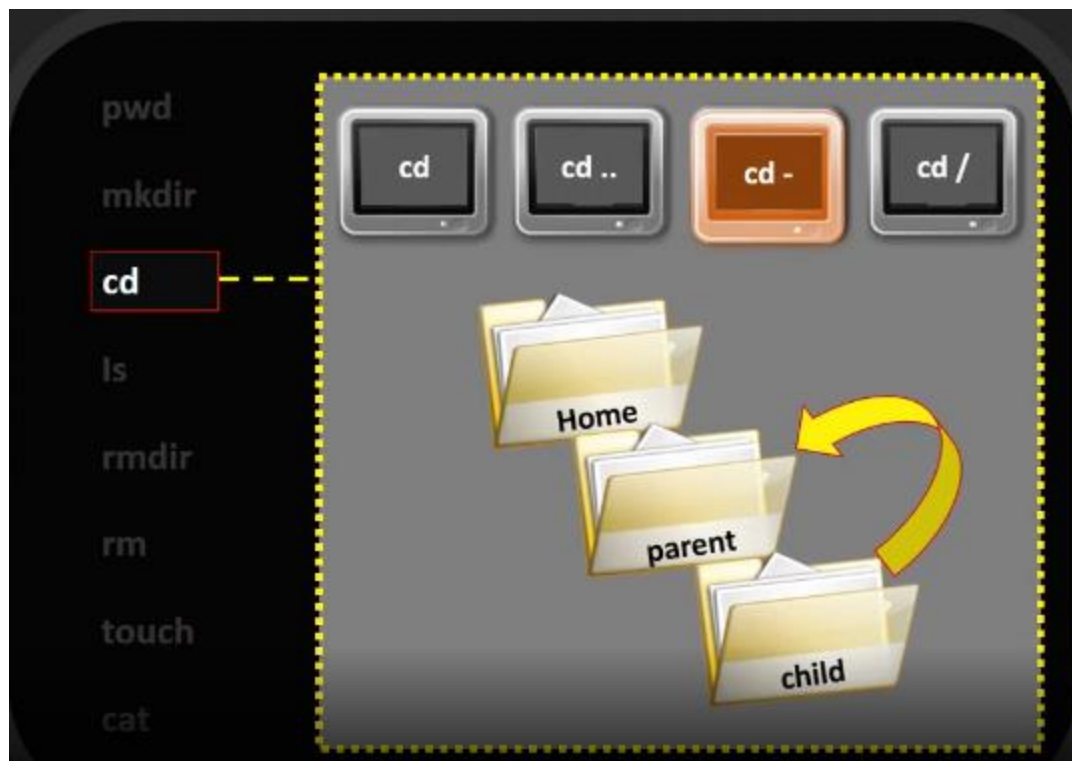 pwd
mkdir
cd
ls
rmdir
rm
touch
cat
cd
cd ..
cd -
cd /
Home
parent
child